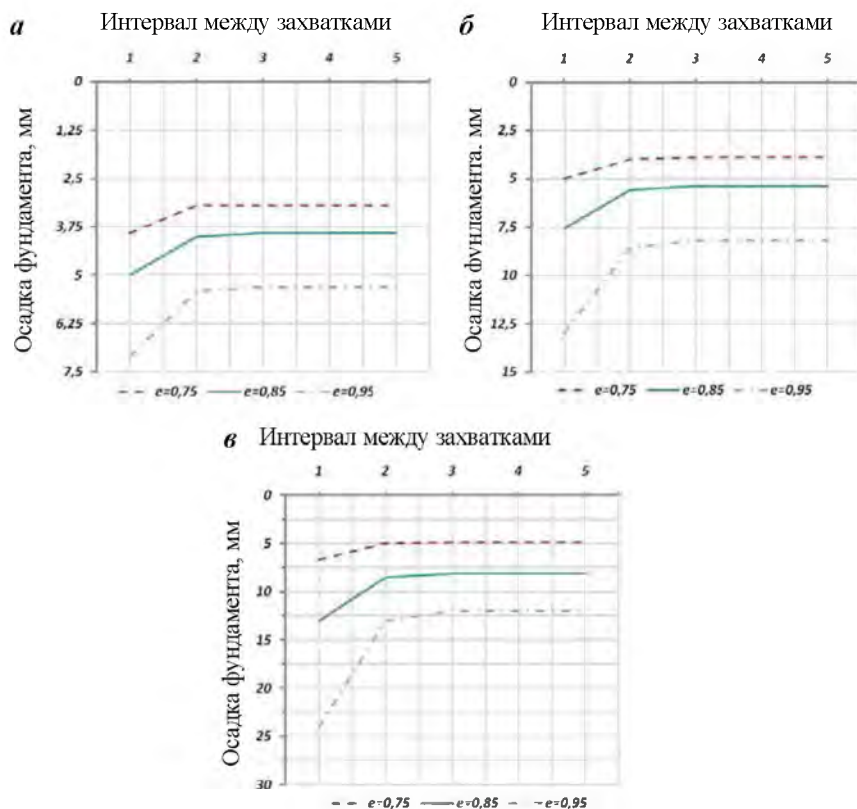 а Интервал между захватками
1 2 3 4 5
Осадка фундамента, мм
0
1,25
2,5
3,75
5
6,25
7,5
e=0,75 e=0,85 e=0,95
б Интервал между захватками
1 2 3 4 5
Осадка фундамента. мм
0
2,5
5
7,5
10
12,5
15
e=0,75 e=0,85 e=0,95
в Интервал между захватками
1 2 3 4 5
Осадка фундамента, мм
0
5
10
15
20
25
30
e=0,75 e=0,85 e=0,95